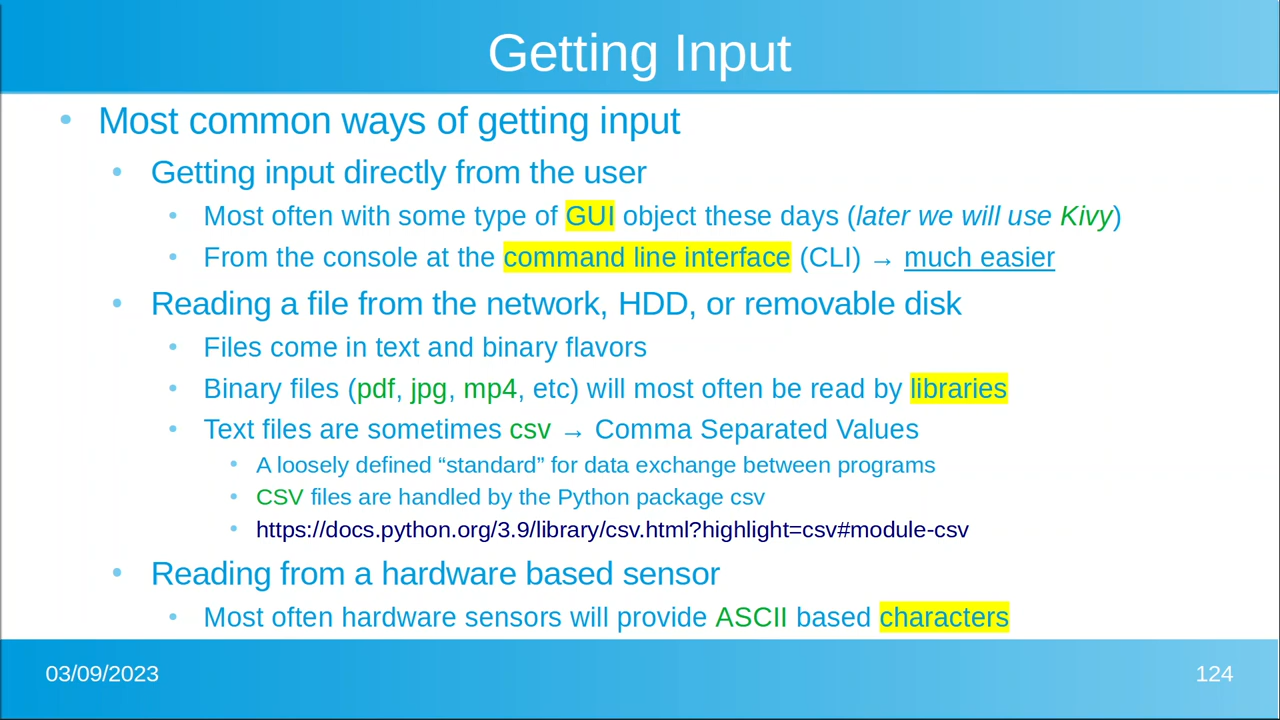 Getting Input
• Most common ways of getting input
• Getting input directly from the user
• Most often with some type of GUI object these days (later we will use Kivy)
• From the console at the command line interface (CLI) → much easier
• Reading a file from the network, HDD, or removable disk
• Files come in text and binary flavors
• Binary files (pdf, jpg, mp4, etc) will most often be read by libraries
• Text files are sometimes csv → Comma Separated Values
• A loosely defined “standard” for data exchange between programs
• CSV files are handled by the Python package csv
• https://docs.python.org/3.9/library/csv.html?highlight=csv#module-csv
• Reading from a hardware based sensor
• Most often hardware sensors will provide ASCII based characters
03/09/2023
124